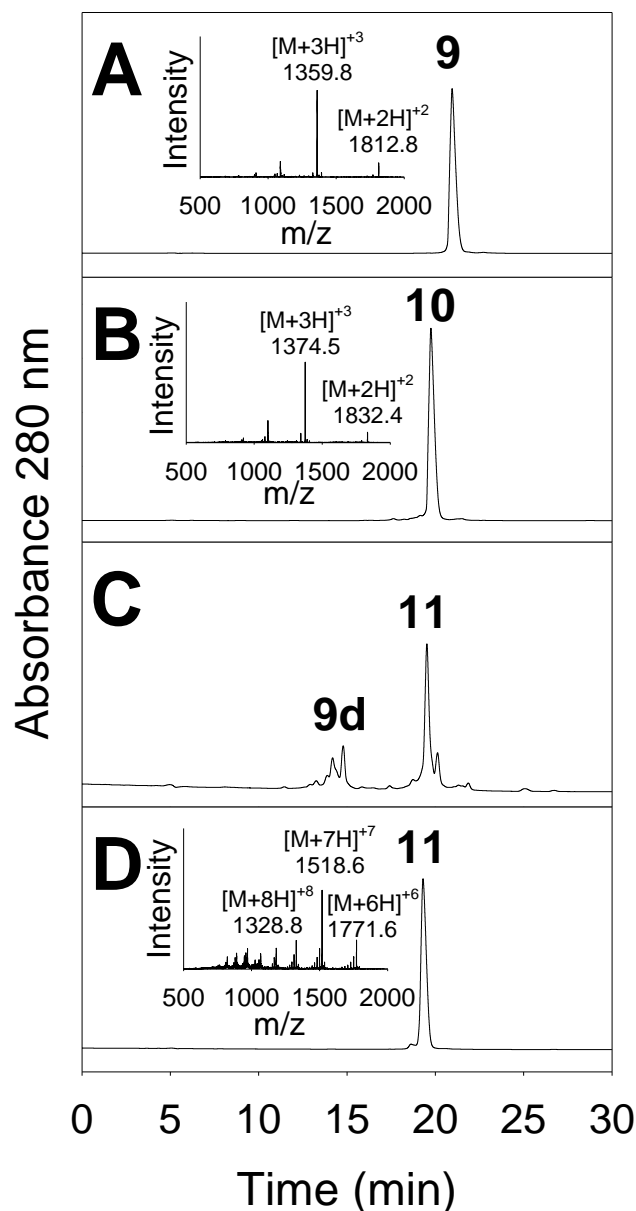 Absorbance 280 nm
A
9
Intensity
[M+3H]+3
1359.8
[M+2H]+2
1812.8
500 1000 1500 2000
m/z
B
10
Intensity
[M+3H]+3
1374.5
[M+2H]+2
1832.4
500 1000 1500 2000
m/z
C
11
9d
D
11
Intensity
[M+7H]+7
1518.6
[M+8H]+8
1328.8
[M+6H]+6
1771.6
500 1000 1500 2000
m/z
0 5 10 15 20 25 30
Time (min)